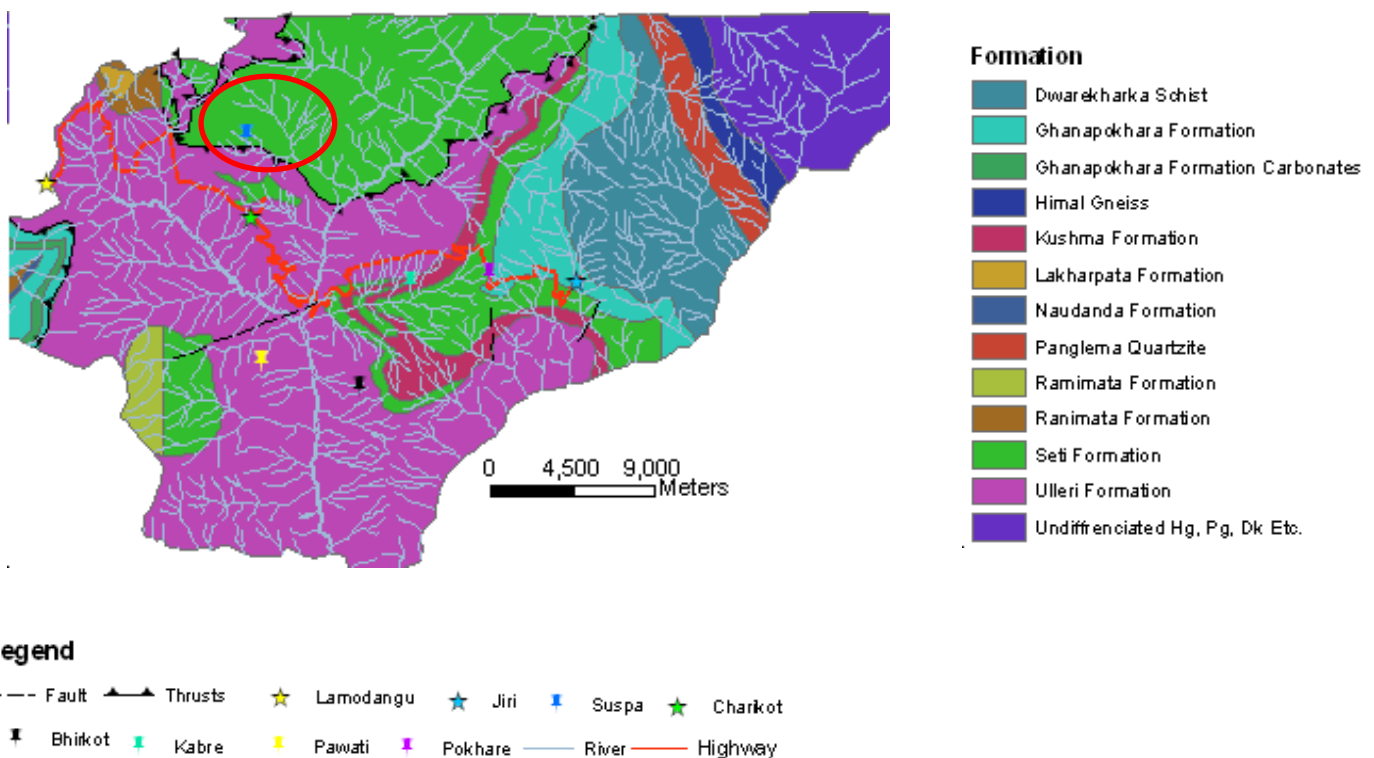 Formation
Dwarekharka Schist
Ghanapokhara Formation
Ghanapokhara Formation Carbonates
Himal Gneiss
Kushma Formation
Lakharpata Formation
Naudanda Formation
Panglema Quartzite
Ramimata Formation
Ranimata Formation
Seti Formation
Ulleri Formation
Undiffrenciated Hg, Pg, Dk Etc.
0 4,500 9,000
Meters
egend
Fault Thrusts Lamodangu Jiri Suspa Charikot
Bhirkot Kabre Pawati Pokhare River Highway